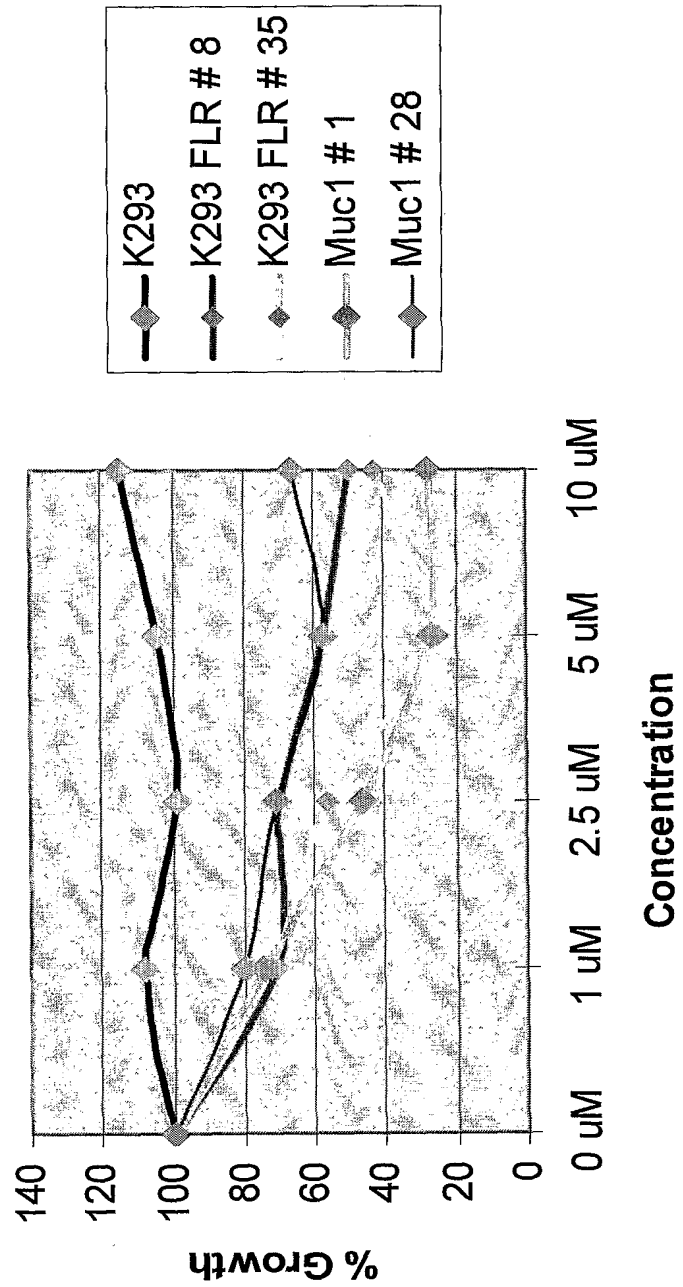 % Growth
140
120
100
80
60
40
20
0
0 uM
1 uM
2.5 uM
5 uM
10 uM
Concentration
K293
K293 FLR # 8
K293 FLR # 35
Muc1 # 1
Muc1 # 28